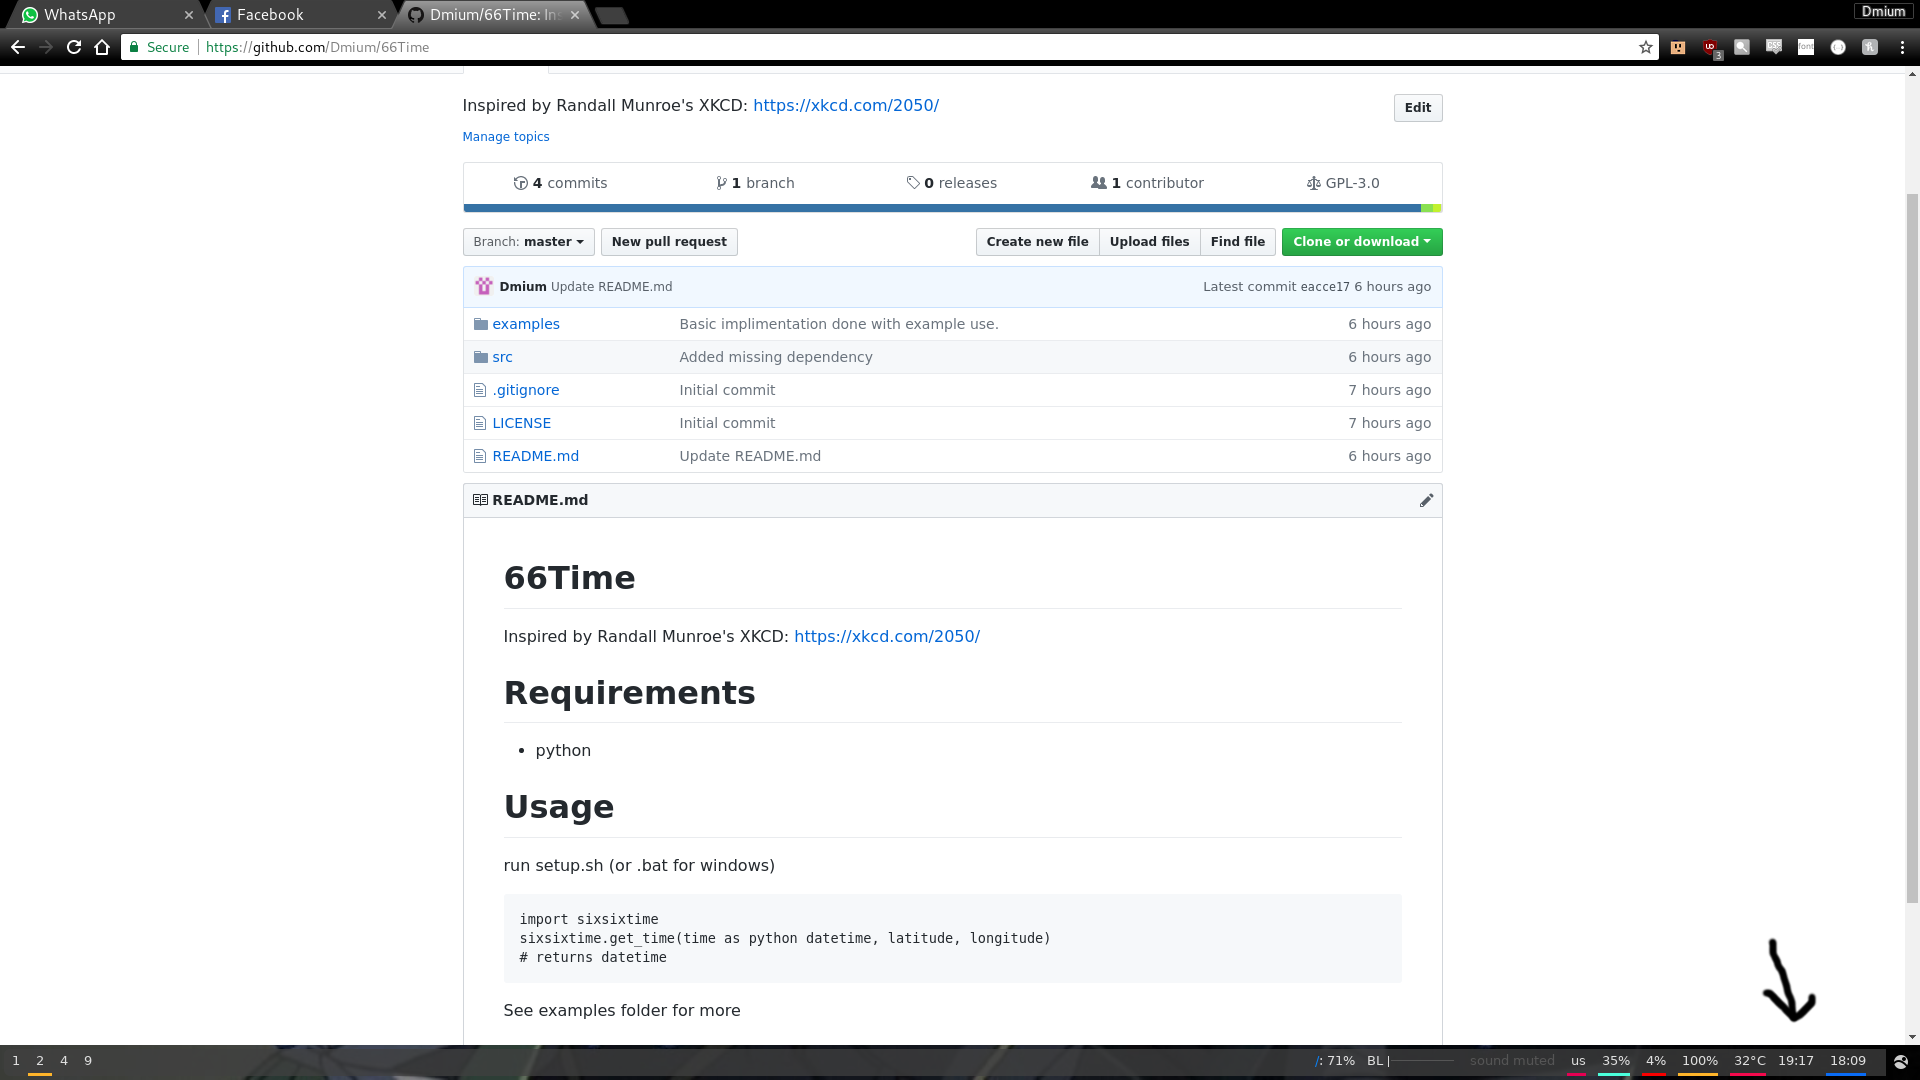 WhatsApp
Facebook
Dmium/66Time: In
Dmium
Secure
https://github.com/Dmium/66Time
3
Inspired by Randall Munroe's XKCD: https://xkcd.com/2050/
Edit
Manage topics
4 commits
1 branch
0 releases
1 contributor
GPL-3.0
Branch: master
New pull request
Create new file
Upload files
Find file
Clone or download
Dmium Update README.md
Latest commit eacce17 6 hours ago
examples Basic implimentation done with example use. 6 hours ago
src Added missing dependency 6 hours ago
.gitignore Initial commit 7 hours ago
LICENSE Initial commit 7 hours ago
README.md Update README.md 6 hours ago
README.md
66Time
Inspired by Randall Munroe's XKCD: https://xkcd.com/2050/
Requirements
• python
Usage
run setup.sh (or .bat for windows)
import sixsixtime
sixsixtime.get_time(time as python datetime, latitude, longitude)
# returns datetime
See examples folder for more
1 2 4 9
/: 71% BL sound muted us 35% 4% 100% 32°C 19:17 18:09